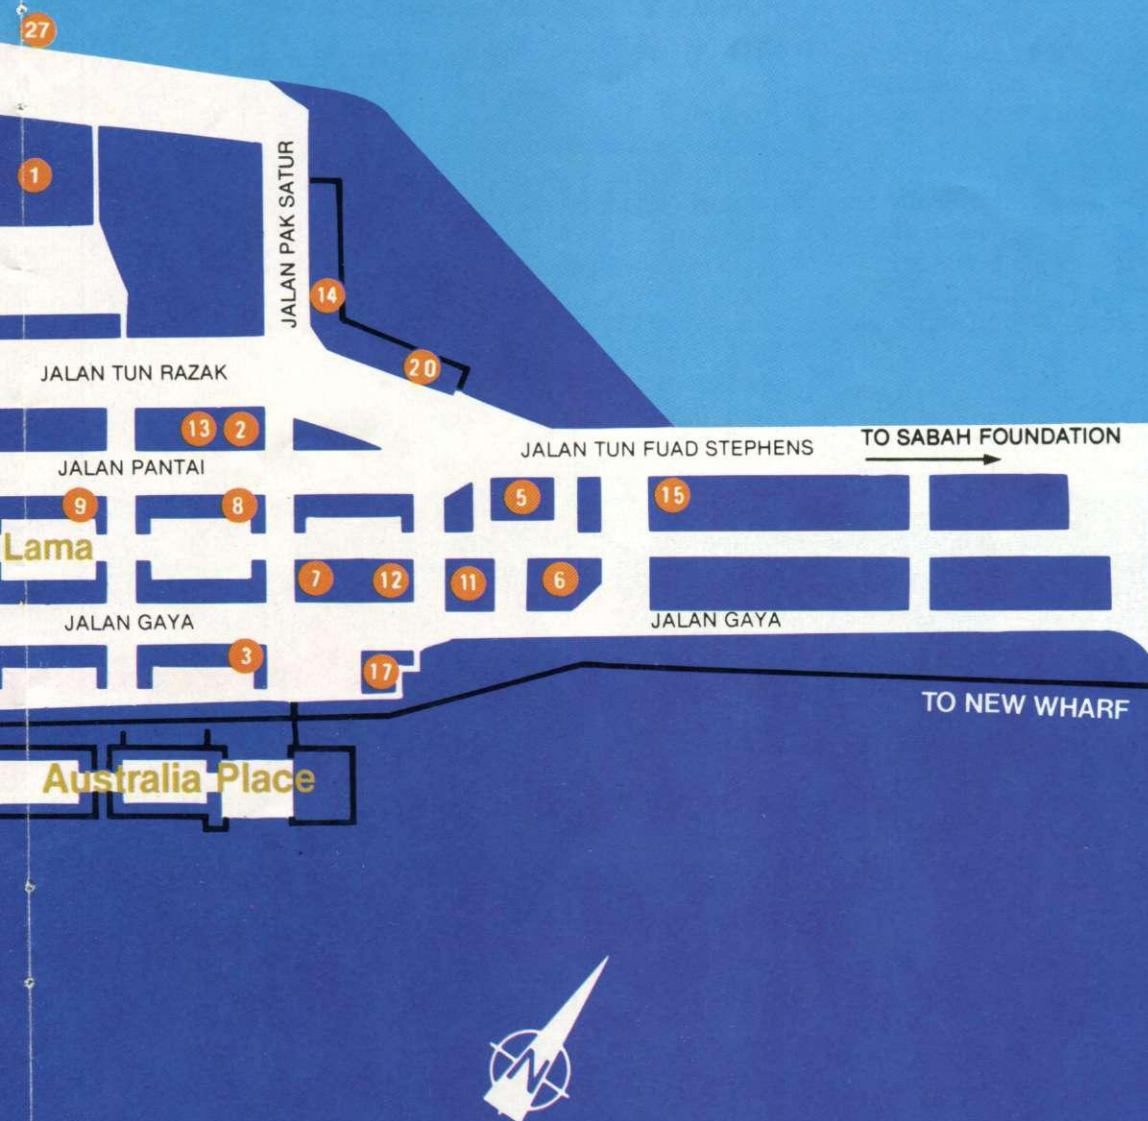 27
1
JALAN PAK SATUR
14
20
JALAN TUN RAZAK
13 2
JALAN TUN FUAD STEPHENS
TO SABAH FOUNDATION
JALAN PANTAI
9
8
5
15
Lama
7
12
11
6
JALAN GAYA
JALAN GAYA
3
17
TO NEW WHARF
Australia Place
N